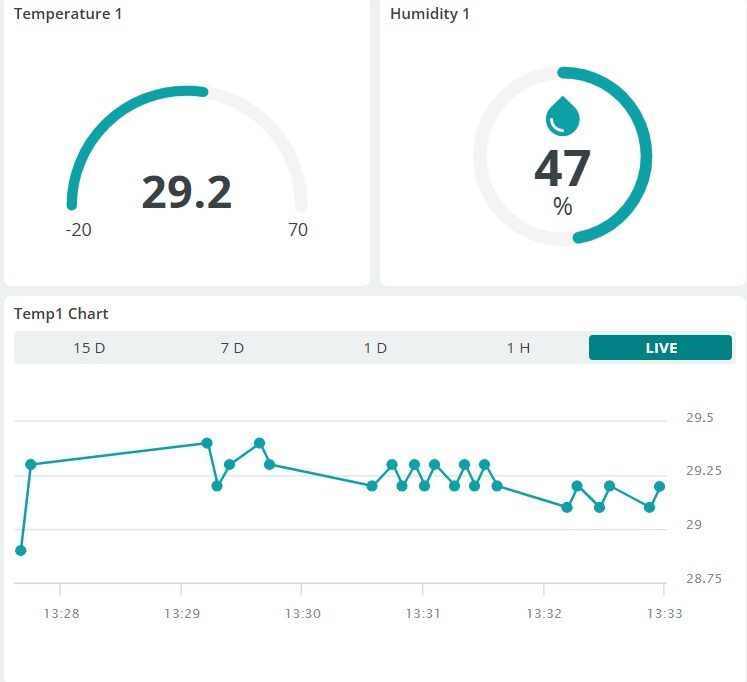 Temperature 1
29.2
-20
70
Humidity 1
47
%
Temp1 Chart
15 D
7 D
1 D
1 H
LIVE
29.5
29.25
29
28.75
13:28
13:29
13:30
13:31
13:32
13:33